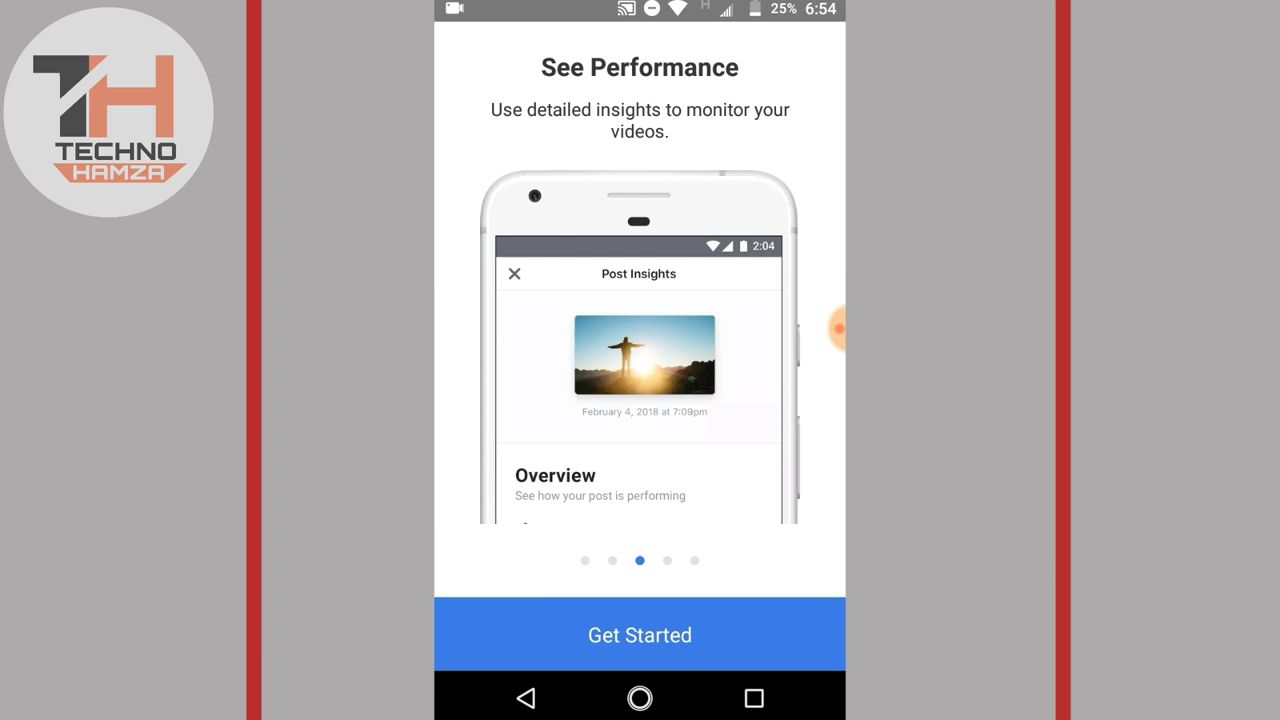 TECHNO
HAMZA
H 25% 6:54
See Performance
Use detailed insights to monitor your
videos.
2:04
Post Insights
February 4, 2018 at 7:09pm
Overview
See how your post is performing
Get Started